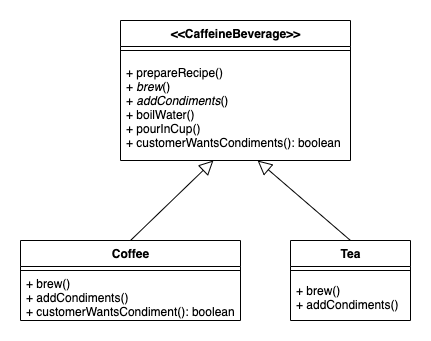 <<CaffeineBeverage>>
+ prepareRecipe()
+ brew()
+ addCondiments()
+ boilWater()
+ pourInCup()
+ customerWantsCondiments(): boolean
Coffee
+ brew()
+ addCondiments()
+ customerWantsCondiment(): boolean
Tea
+ brew()
+ addCondiments()